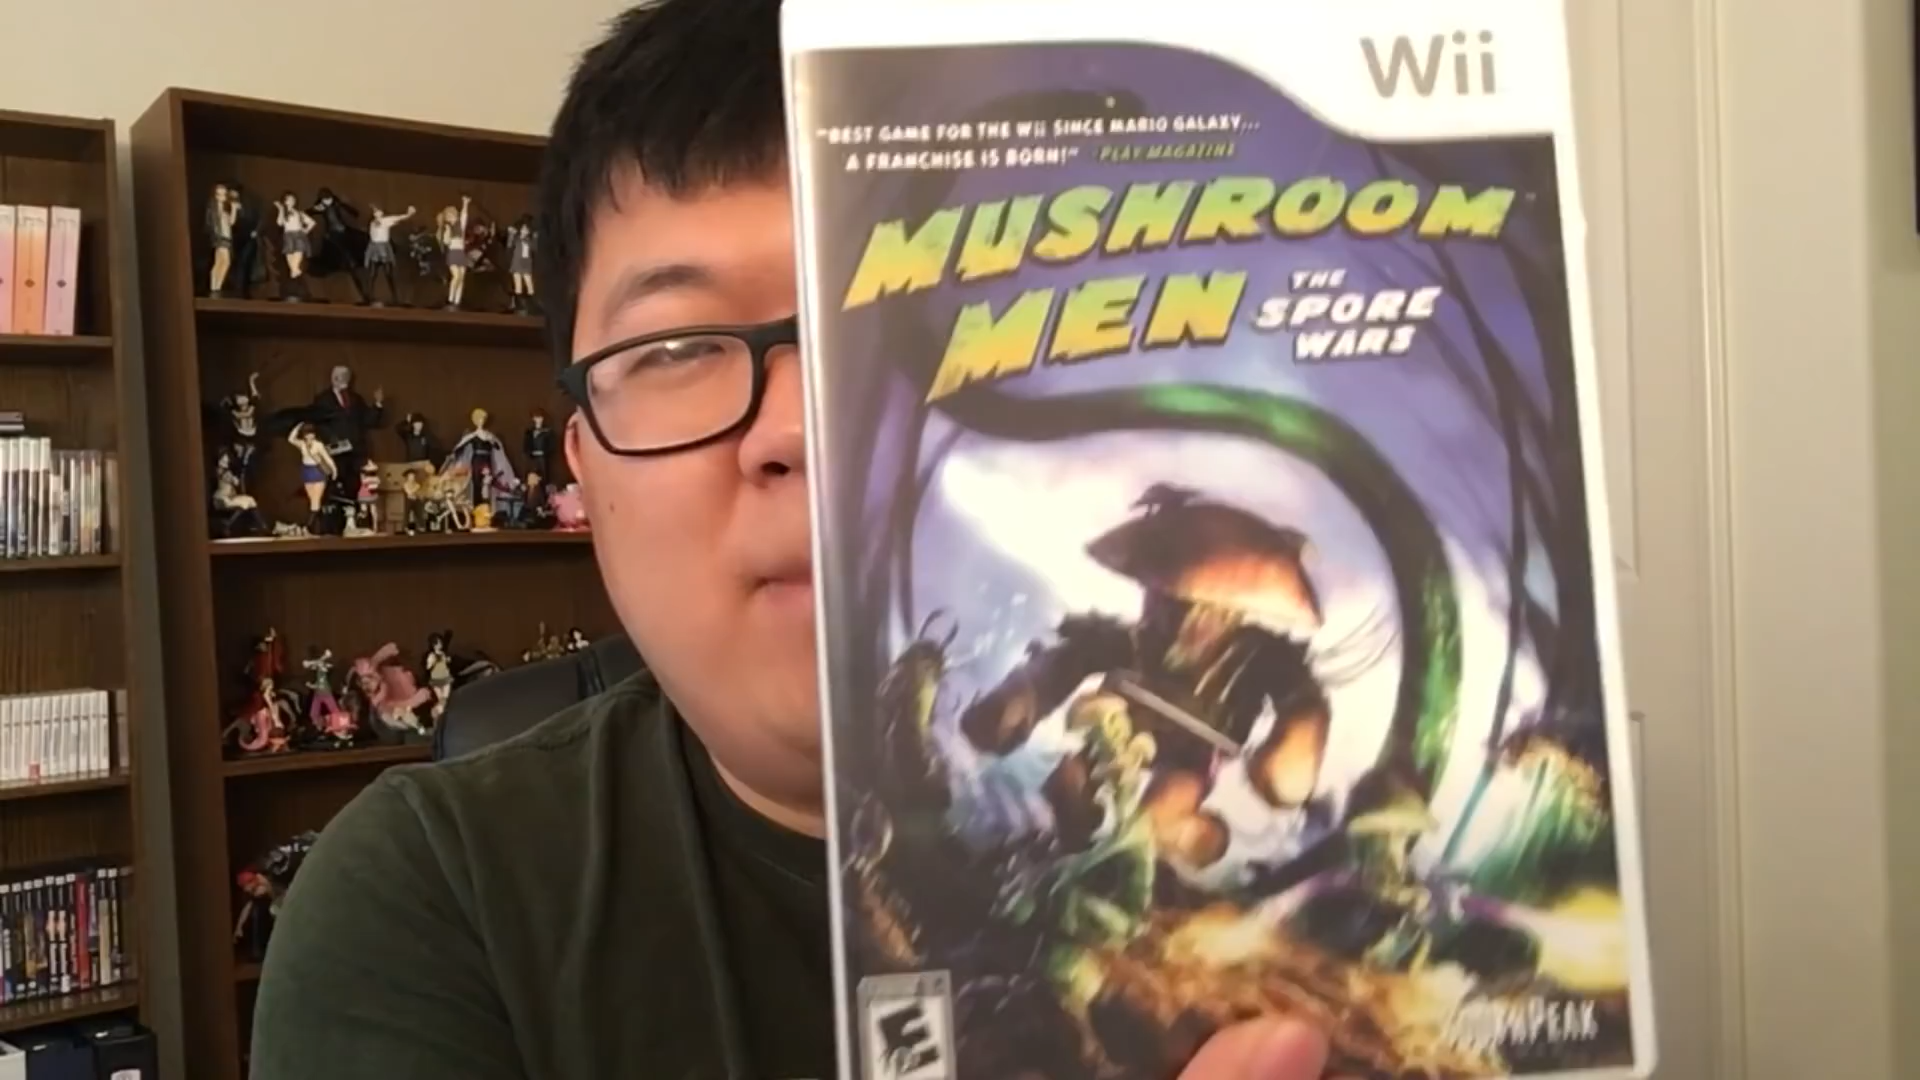 Wii
"BEST GAME FOR THE Wii SINCE MARIO GALAXY...
A FRANCHISE IS BORN!" -PLAY MAGAZINE
MUSHROOM
MEN THE
SPORE
WARS
E